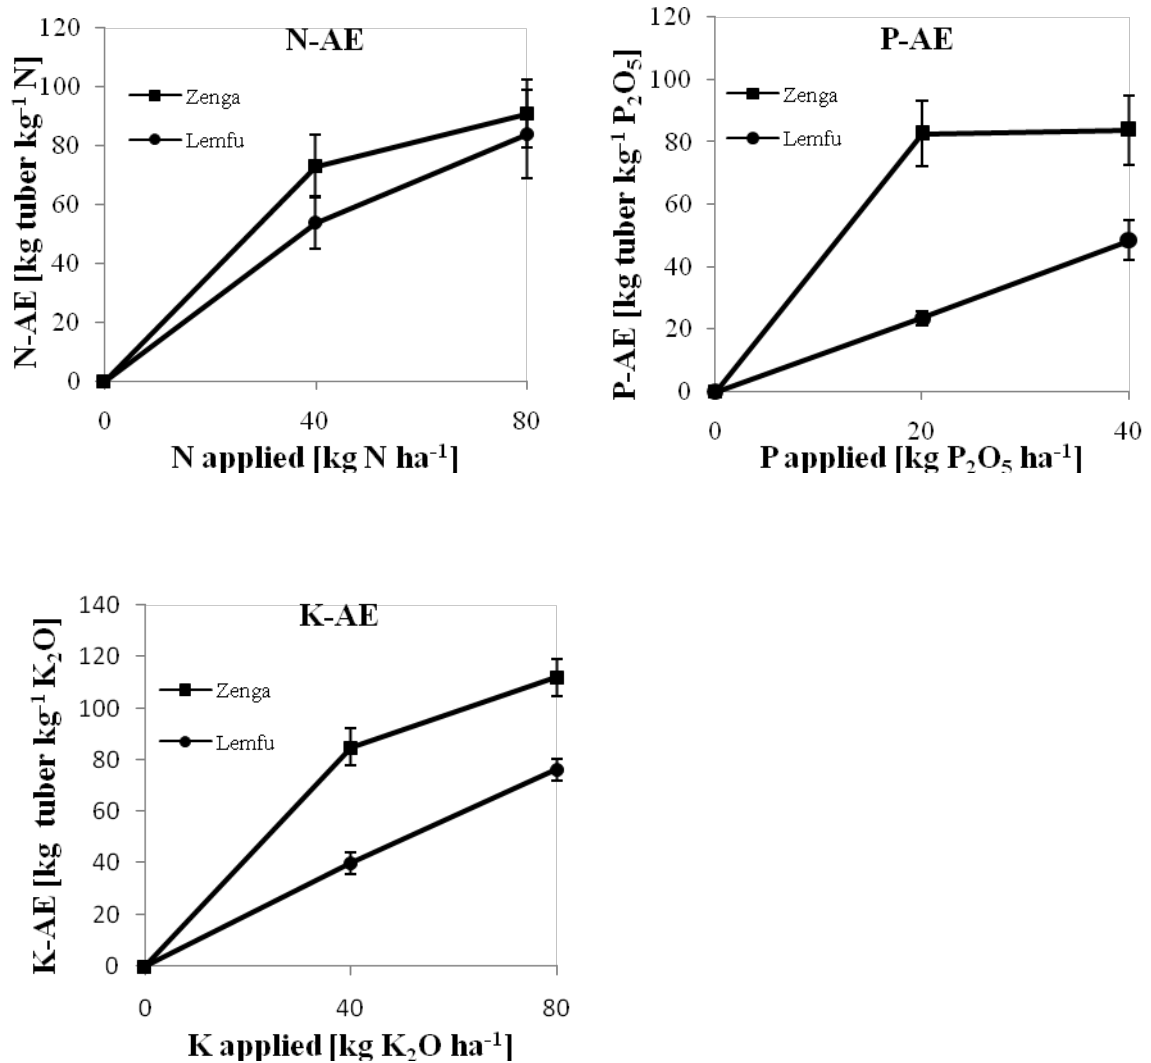 N-AE
N-AE [kg tuber kg⁻¹ N]
120
100
80
60
40
20
0
Zenga
Lemfu
0 40 80
N applied [kg N ha⁻¹]
P-AE
P-AE [kg tuber kg⁻¹ P₂O₅]
120
100
80
60
40
20
0
Zenga
Lemfu
0 20 40
P applied [kg P₂O₅ ha⁻¹]
K-AE
K-AE [kg tuber kg⁻¹ K₂O]
140
120
100
80
60
40
20
0
Zenga
Lemfu
0 40 80
K applied [kg K₂O ha⁻¹]